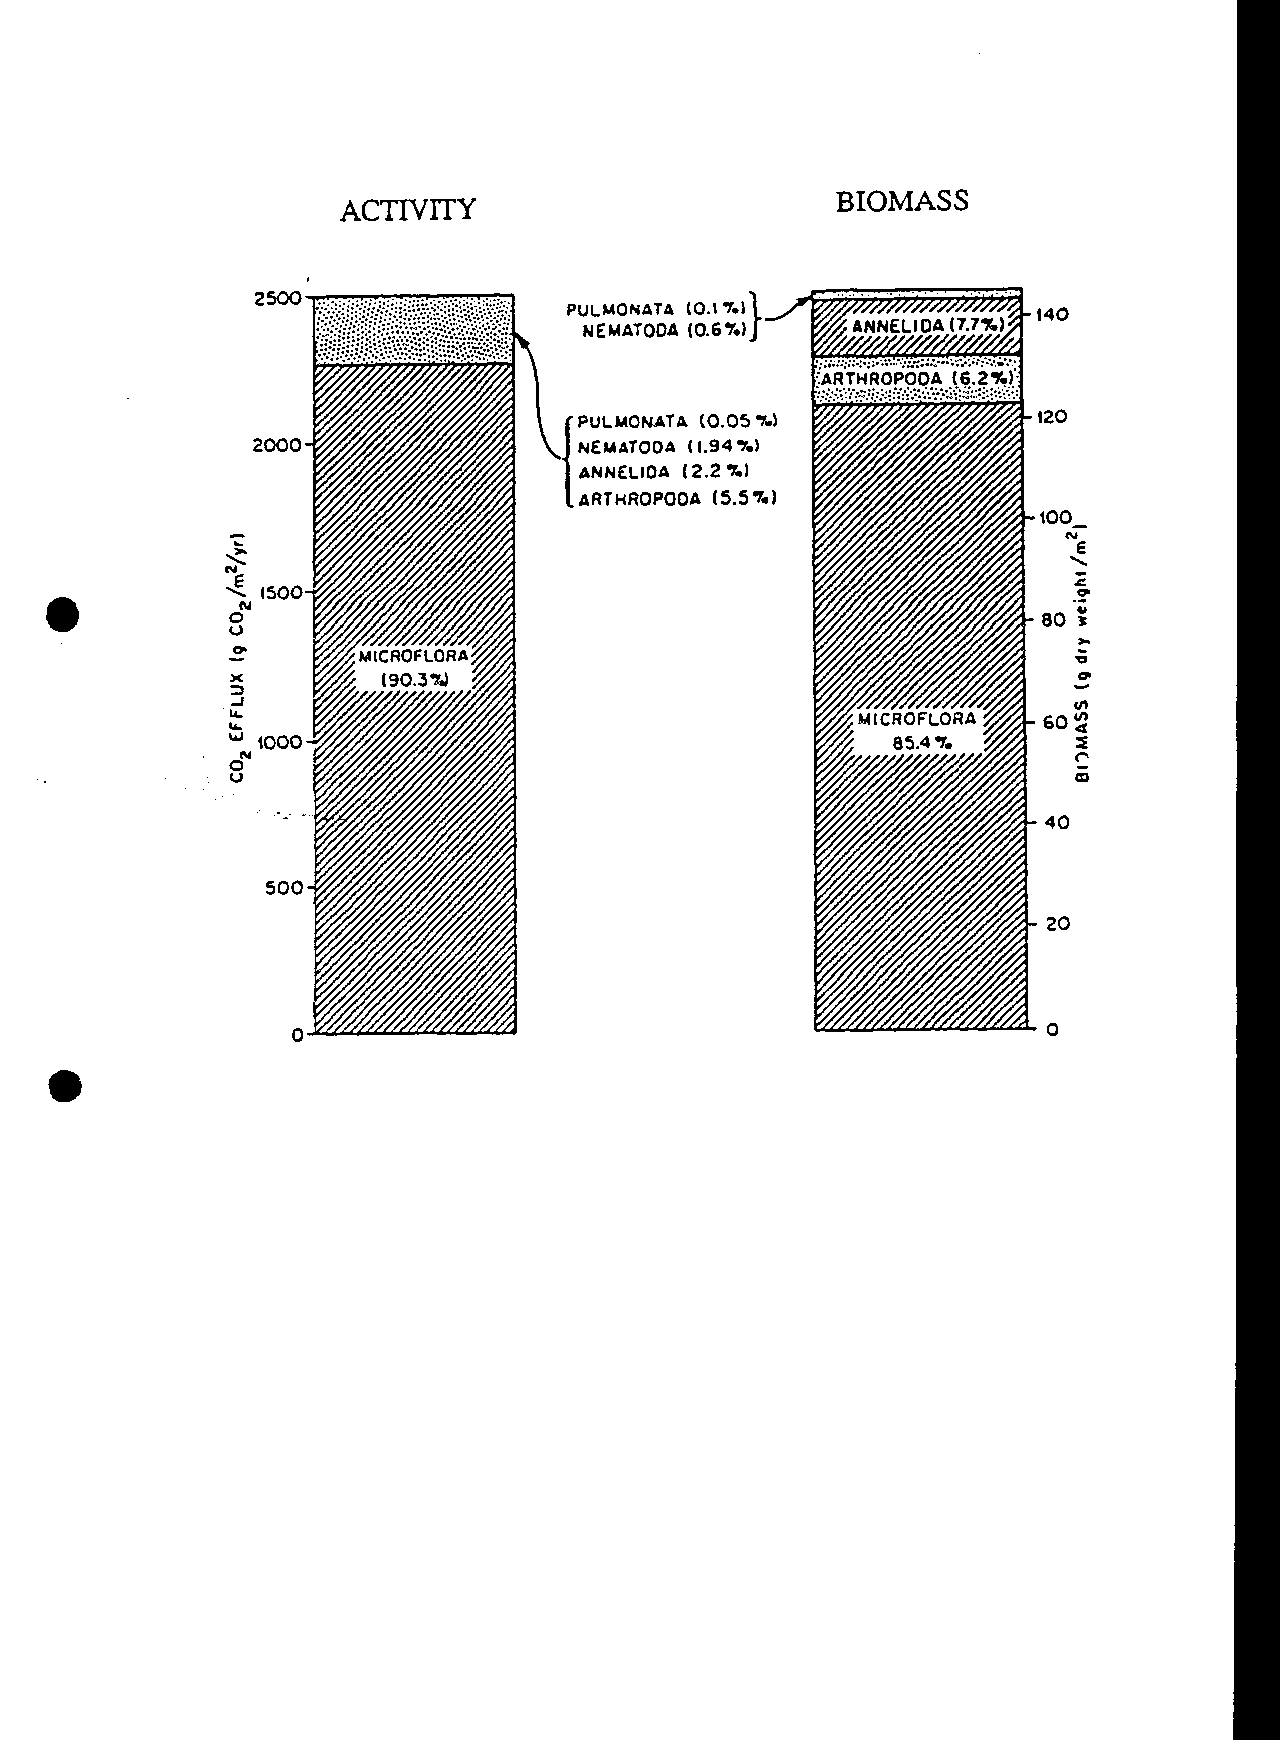 ACTIVITY
BIOMASS
2500
2000
1500
1000
500
0
CO2 EFFLUX (g CO2/m2/yr)
MICROFLORA
(90.3%)
PULMONATA (0.1%)
NEMATODA (0.6%)
PULMONATA (0.05%)
NEMATODA (1.94%)
ANNELIDA (2.2%)
ARTHROPODA (5.5%)
ANNELIDA (7.7%)
ARTHROPODA (6.2%)
MICROFLORA
85.4%
140
120
100
80
60
40
20
0
BIOMASS (g dry weight/m2)